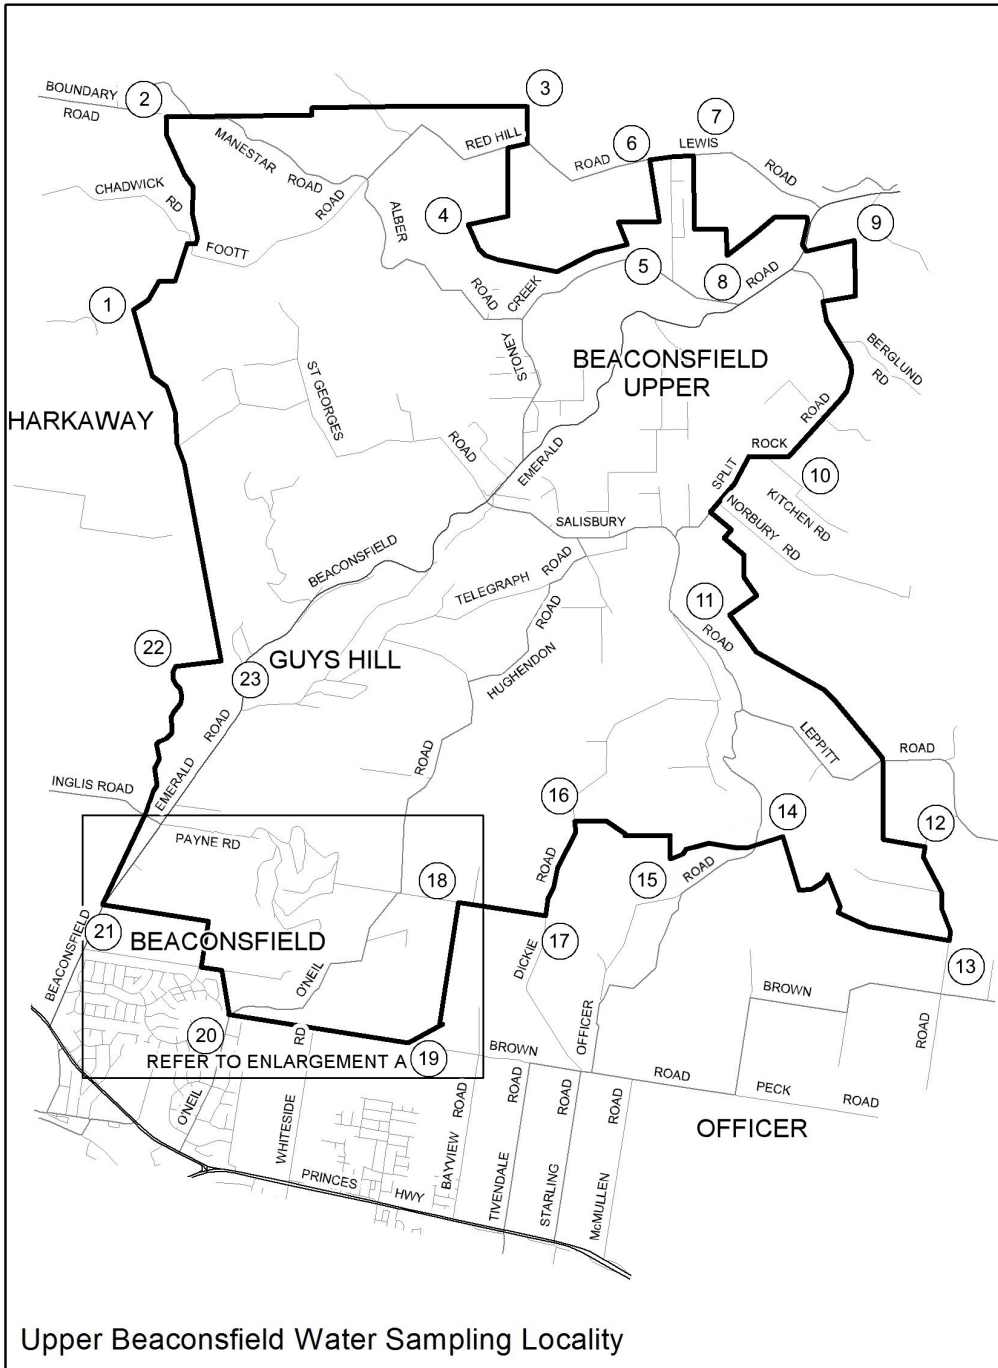 BOUNDARY
ROAD
2
3
7
6
LEWIS
RED HILL
ROAD
ROAD
MANESTAR ROAD
ROAD
CHADWICK
RD
FOOTT
4
ALBER
ROAD
9
5
8
ROAD
CREEK
STONEY
1
BEACONSFIELD
UPPER
BERGLUND
RD
ST GEORGES
HARKAWAY
ROAD
ROAD
ROCK
SPLIT
10
EMERALD
KITCHEN RD
NORBURY RD
SALISBURY
BEACONSFIELD
TELEGRAPH ROAD
11
ROAD
ROAD
HUGHENDON
22
23
GUYS HILL
ROAD
EMERALD
ROAD
LEPPITT
ROAD
INGLIS ROAD
16
14
12
PAYNE RD
ROAD
15
ROAD
18
21
BEACONSFIELD
BEACONSFIELD
17
DICKIE
13
O'NEIL
BROWN
OFFICER
ROAD
20
RD
REFER TO ENLARGEMENT A
19
BROWN
ROAD
PECK
ROAD
O'NEIL
WHITESIDE
ROAD
BAYVIEW
ROAD
TIVENDALE
ROAD
STARLING
ROAD
McMULLEN
OFFICER
PRINCES
HWY
Upper Beaconsfield Water Sampling Locality